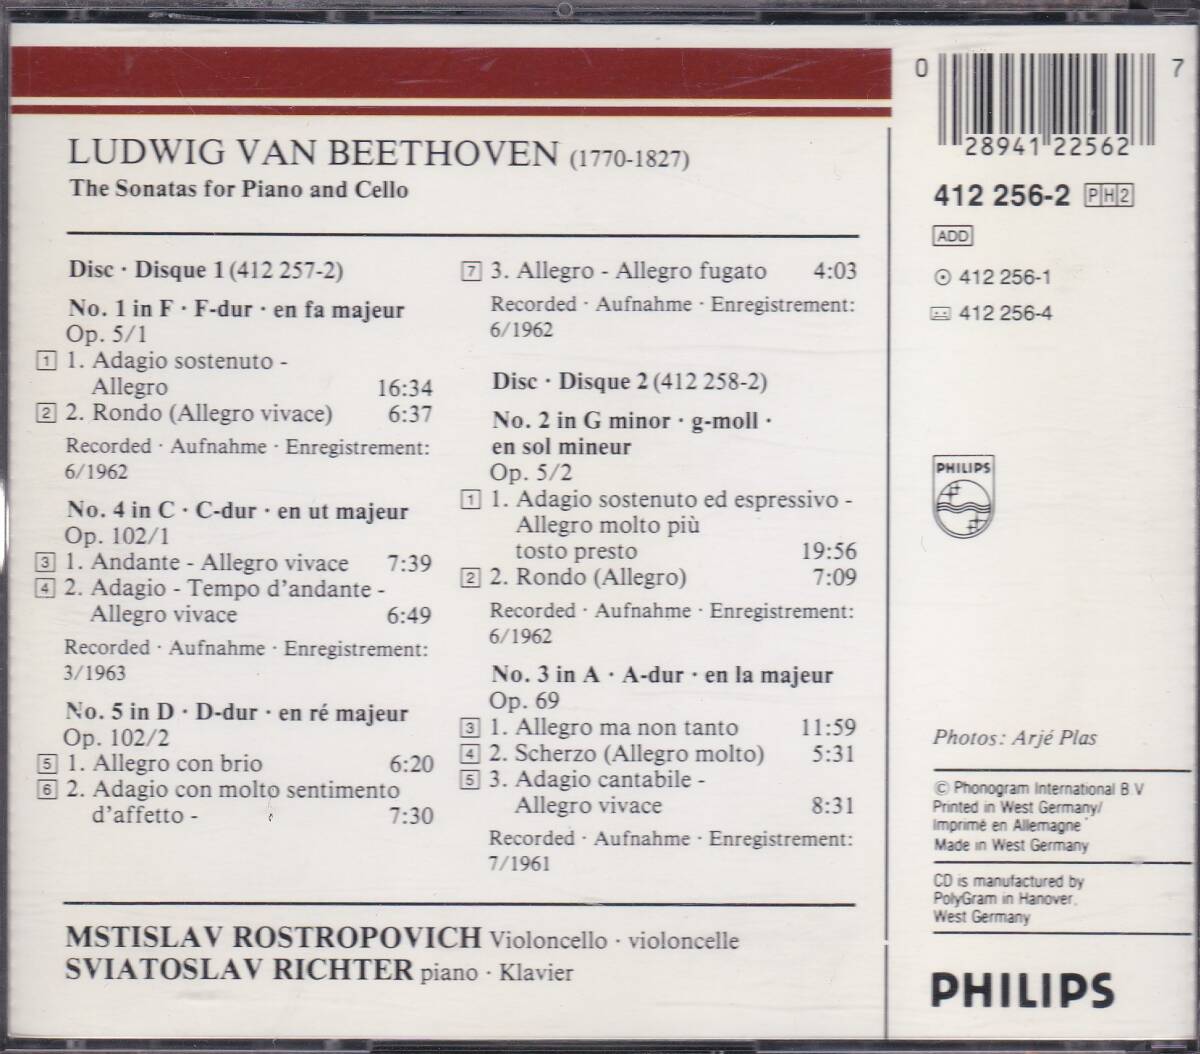 LUDWIG VAN BEETHOVEN (1770-1827)
The Sonatas for Piano and Cello
Disc · Disque 1 (412 257-2)
No. 1 in F · F-dur · en fa majeur
Op. 5/1
1 1. Adagio sostenuto -
Allegro 16:34
2 2. Rondo (Allegro vivace) 6:37
Recorded · Aufnahme · Enregistrement:
6/1962
No. 4 in C · C-dur · en ut majeur
Op. 102/1
3 1. Andante - Allegro vivace 7:39
4 2. Adagio - Tempo d'andante -
Allegro vivace 6:49
Recorded · Aufnahme · Enregistrement:
3/1963
No. 5 in D · D-dur · en ré majeur
Op. 102/2
5 1. Allegro con brio 6:20
6 2. Adagio con molto sentimento
d'affetto - 7:30
7 3. Allegro - Allegro fugato 4:03
Recorded · Aufnahme · Enregistrement:
6/1962
Disc · Disque 2 (412 258-2)
No. 2 in G minor · g-moll ·
en sol mineur
Op. 5/2
1 1. Adagio sostenuto ed espressivo -
Allegro molto più
tosto presto 19:56
2 2. Rondo (Allegro) 7:09
Recorded · Aufnahme · Enregistrement:
6/1962
No. 3 in A · A-dur · en la majeur
Op. 69
3 1. Allegro ma non tanto 11:59
4 2. Scherzo (Allegro molto) 5:31
5 3. Adagio cantabile -
Allegro vivace 8:31
Recorded · Aufnahme · Enregistrement:
7/1961
MSTISLAV ROSTROPOVICH Violoncello · violoncelle
SVIATOSLAV RICHTER piano · Klavier
0 28941 22562 7
412 256-2 PH2
ADD
412 256-1
412 256-4
PHILIPS
Photos: Arjé Plas
© Phonogram International B V
Printed in West Germany/
Imprimé en Allemagne
Made in West Germany
CD is manufactured by
PolyGram in Hanover,
West Germany
PHILIPS